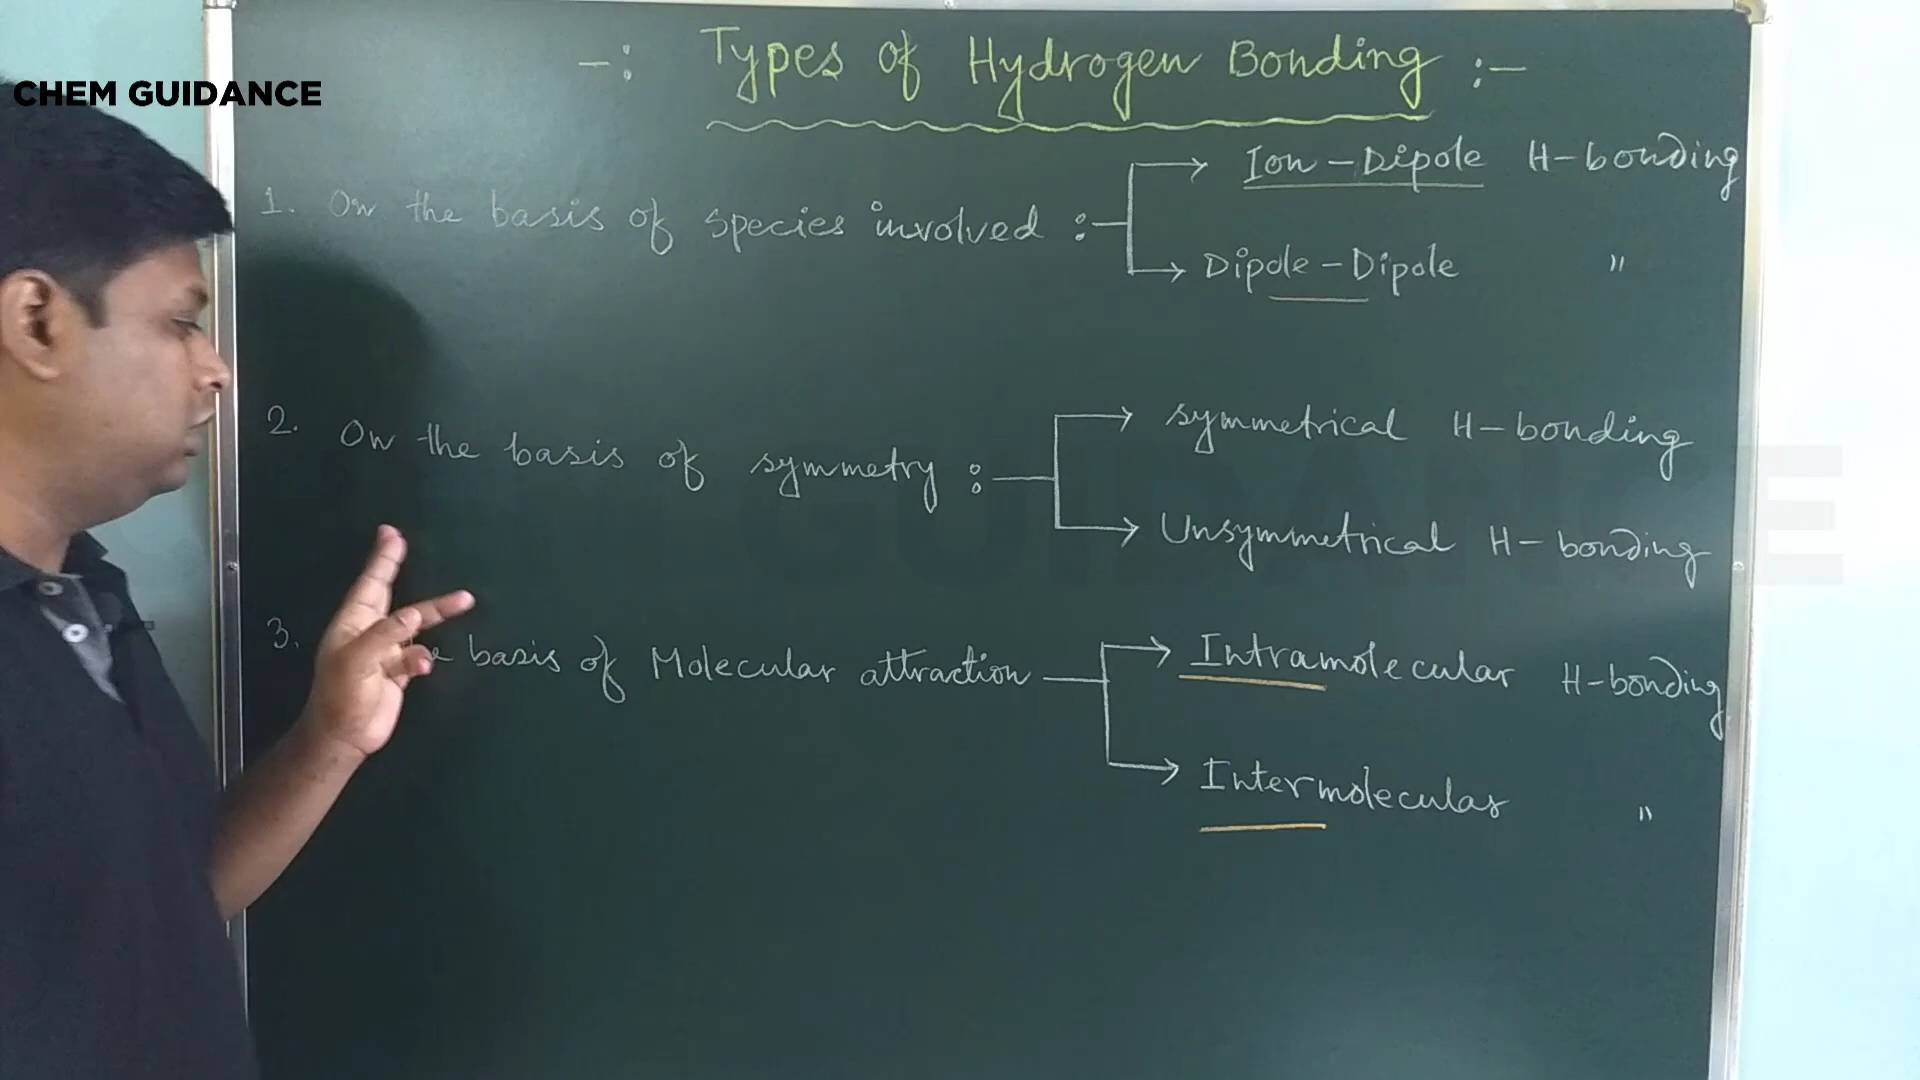 CHEM GUIDANCE
-: Types of Hydrogen Bonding :-
1. On the basis of species involved :-
Ion-Dipole H-bonding
Dipole-Dipole "
2. On the basis of symmetry :-
symmetrical H-bonding
Unsymmetrical H-bonding
3. basis of Molecular attraction
Intramolecular H-bonding
Intermolecular "
GUIDANCE